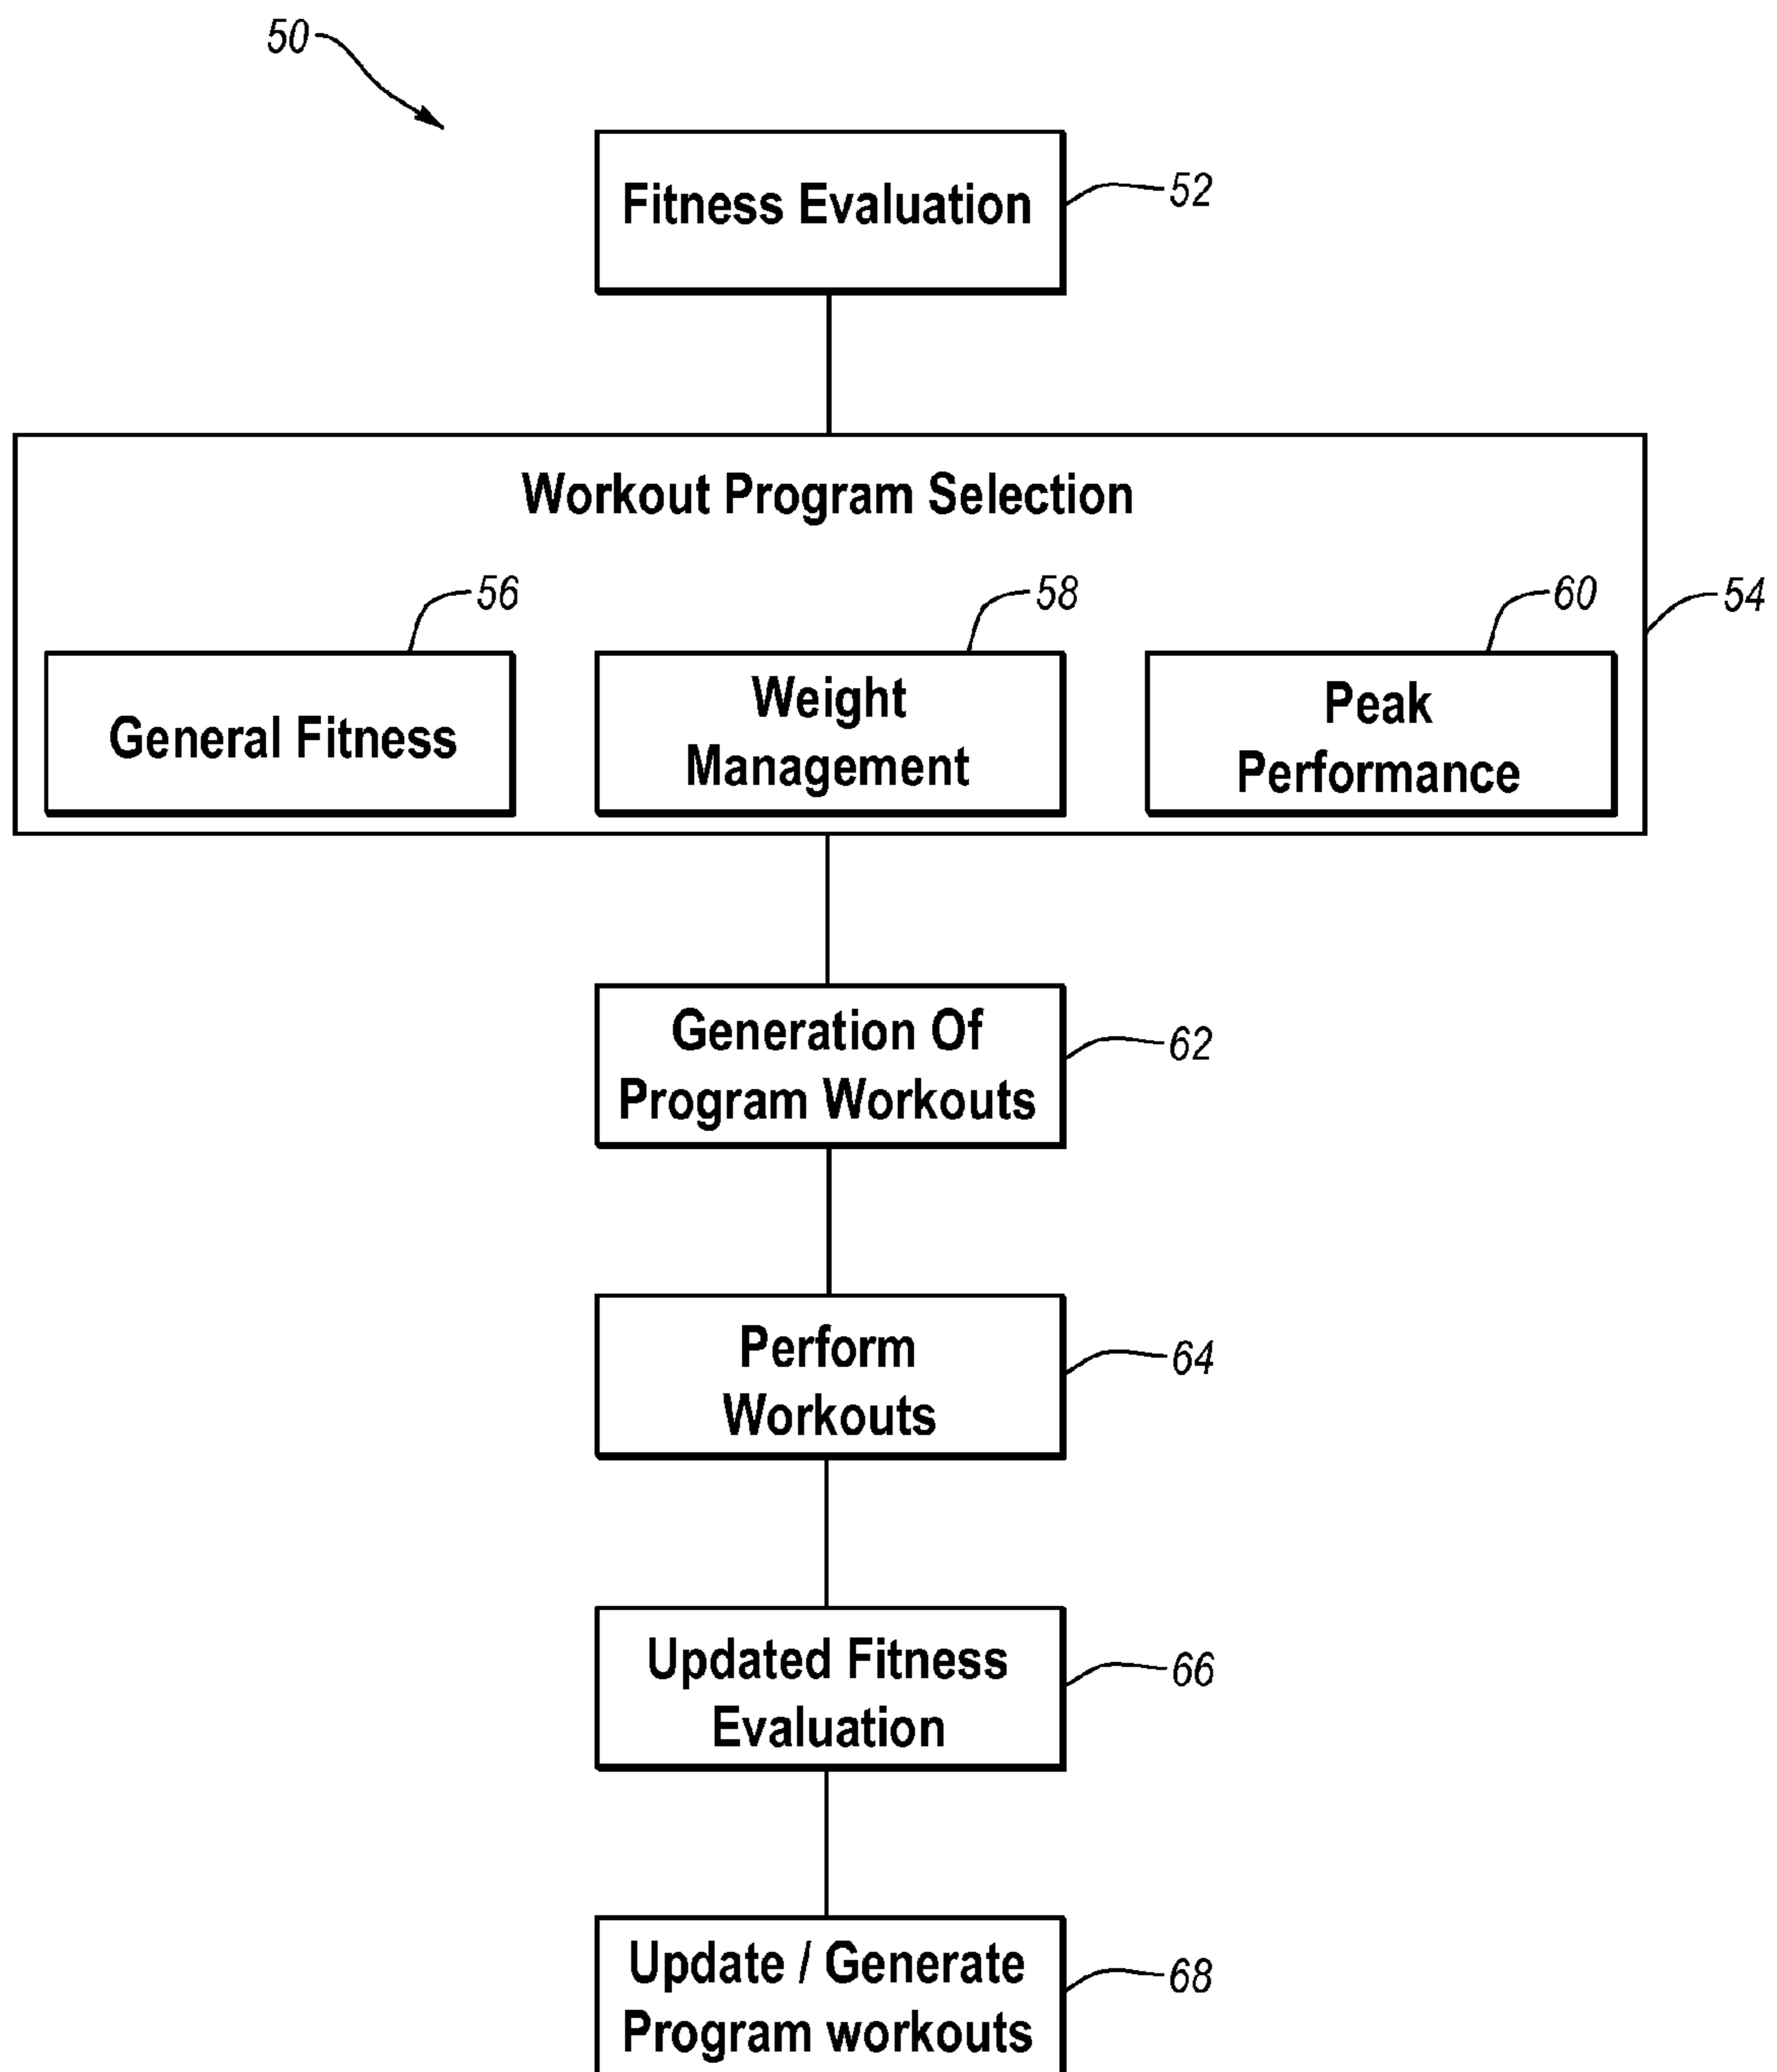 50
Fitness Evaluation
52
Workout Program Selection
56
58
60
54
General Fitness
Weight
Management
Peak
Performance
Generation Of
Program Workouts
62
Perform
Workouts
64
Updated Fitness
Evaluation
66
Update / Generate
Program workouts
68